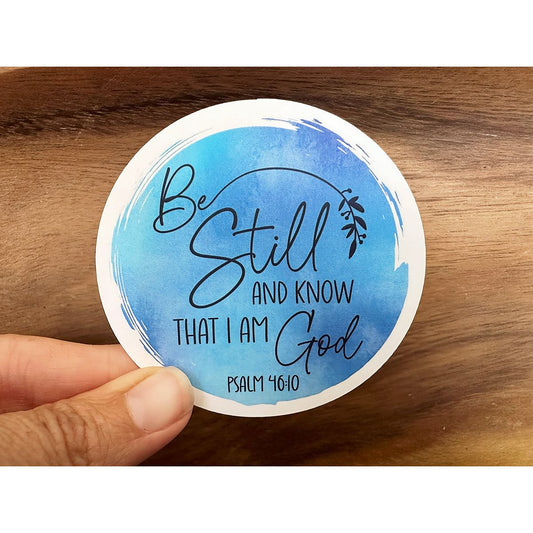 Be
Still
AND KNOW
THAT I AM God
PSALM 46:10